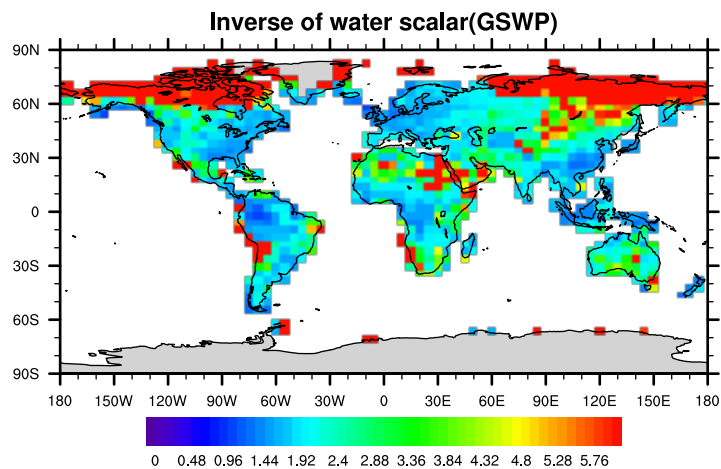 Inverse of water scalar(GSWP)
90N
60N
30N
0
30S
60S
90S
180 150W 120W 90W 60W 30W 0 30E 60E 90E 120E 150E 180
0 0.48 0.96 1.44 1.92 2.4 2.88 3.36 3.84 4.32 4.8 5.28 5.76